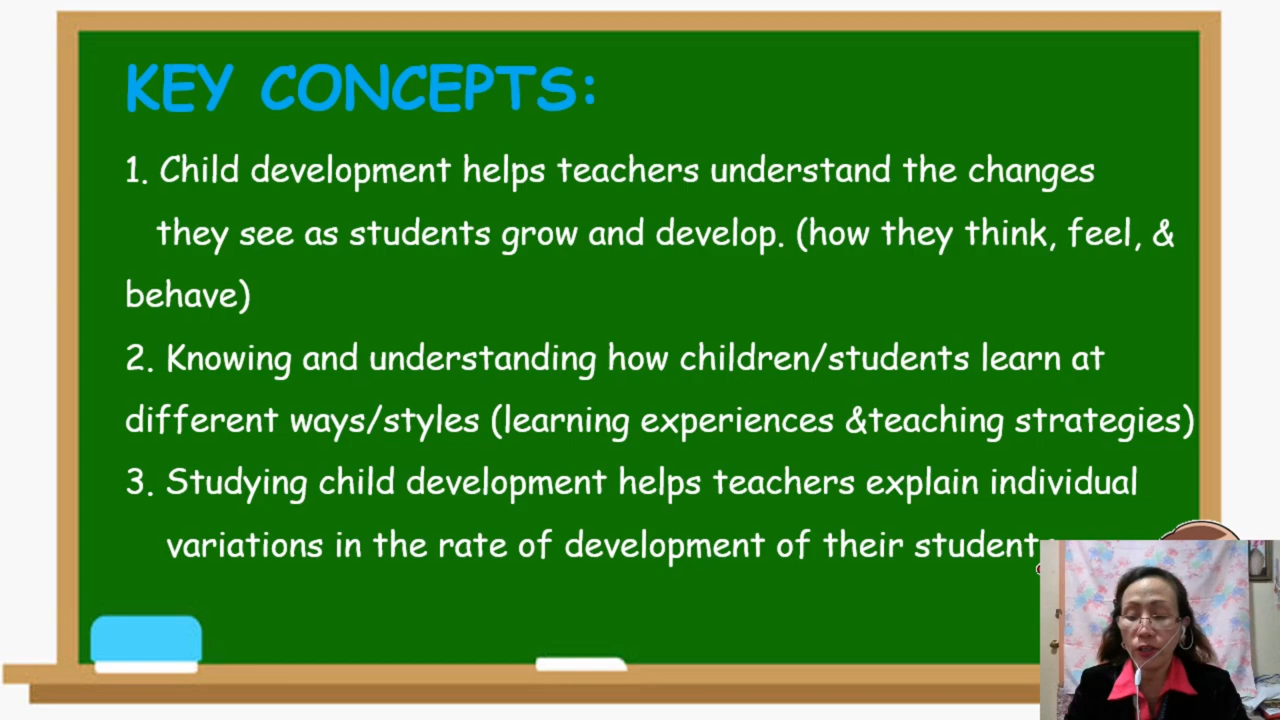 KEY CONCEPTS:
1. Child development helps teachers understand the changes
they see as students grow and develop. (how they think, feel, &
behave)
2. Knowing and understanding how children/students learn at
different ways/styles (learning experiences &teaching strategies)
3. Studying child development helps teachers explain individual
variations in the rate of development of their students